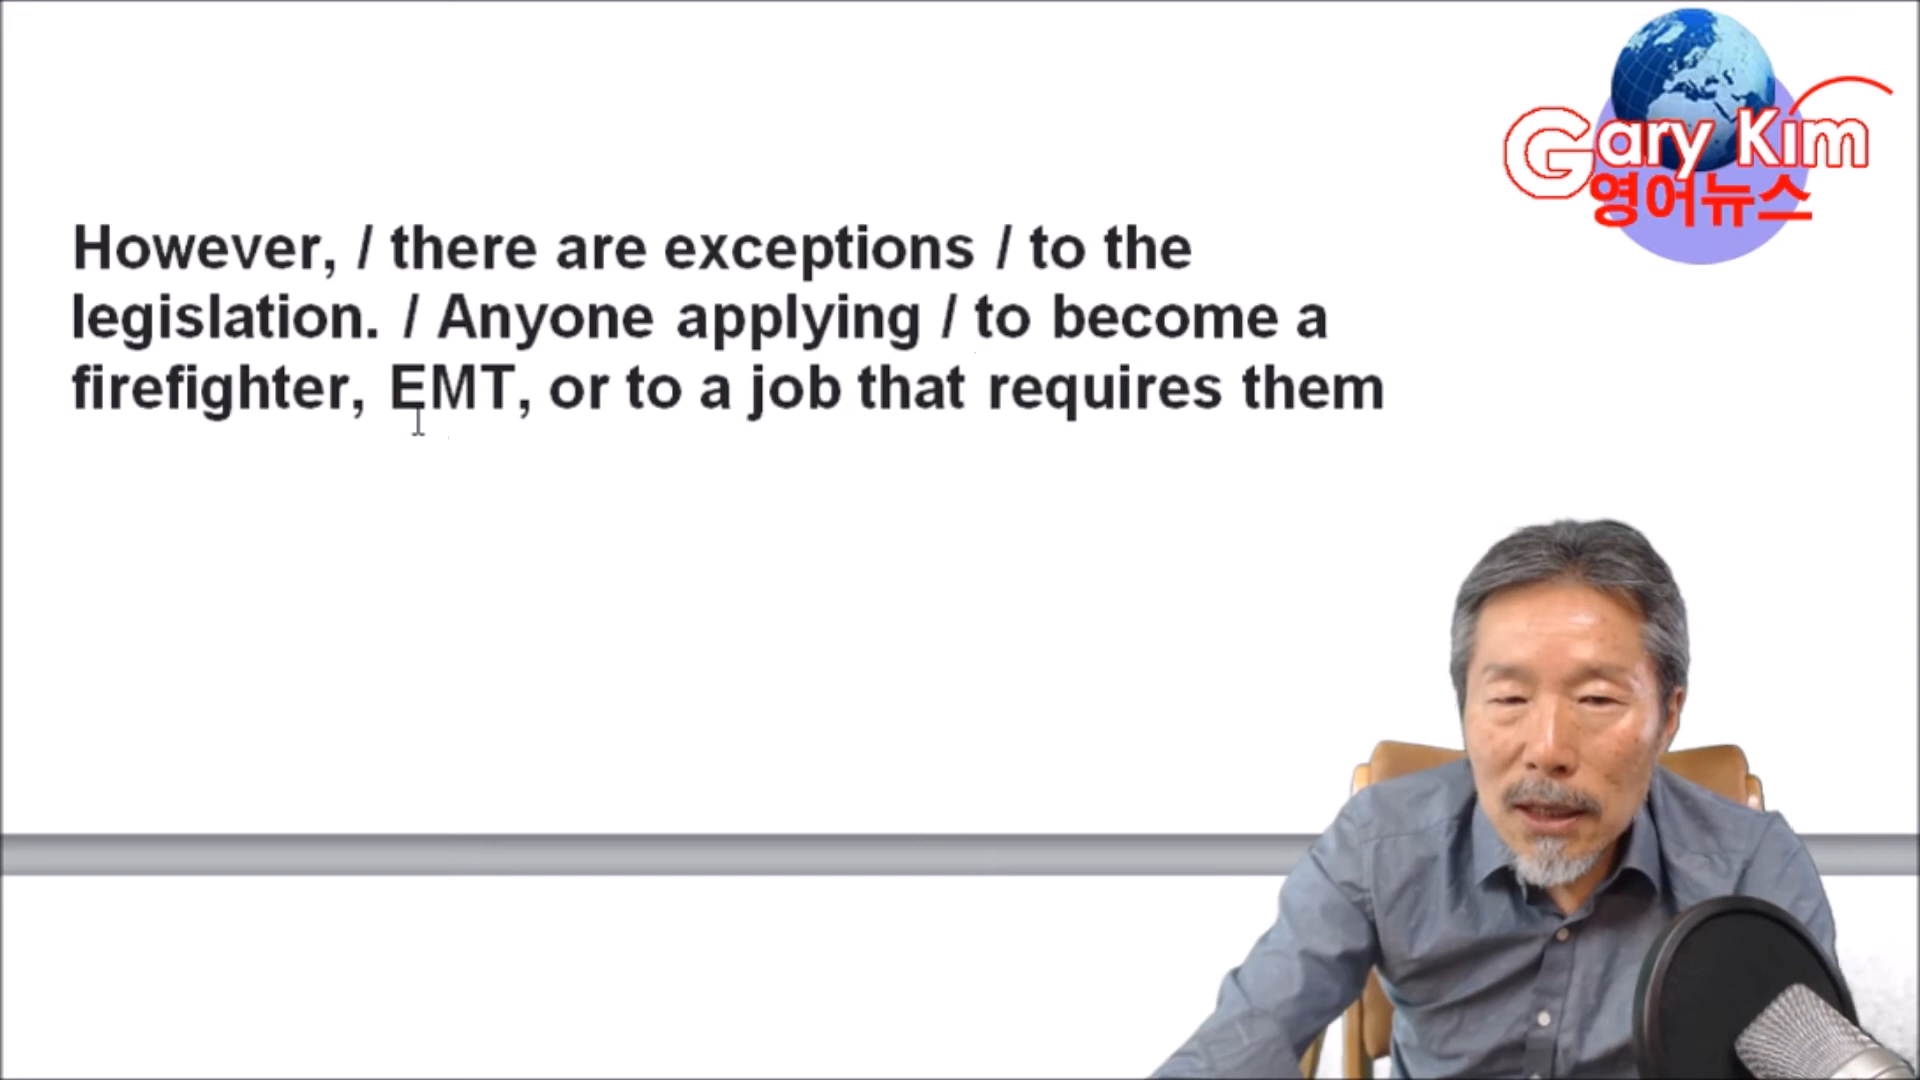 Gary Kim
영어뉴스
However, / there are exceptions / to the
legislation. / Anyone applying / to become a
firefighter, EMT, or to a job that requires them